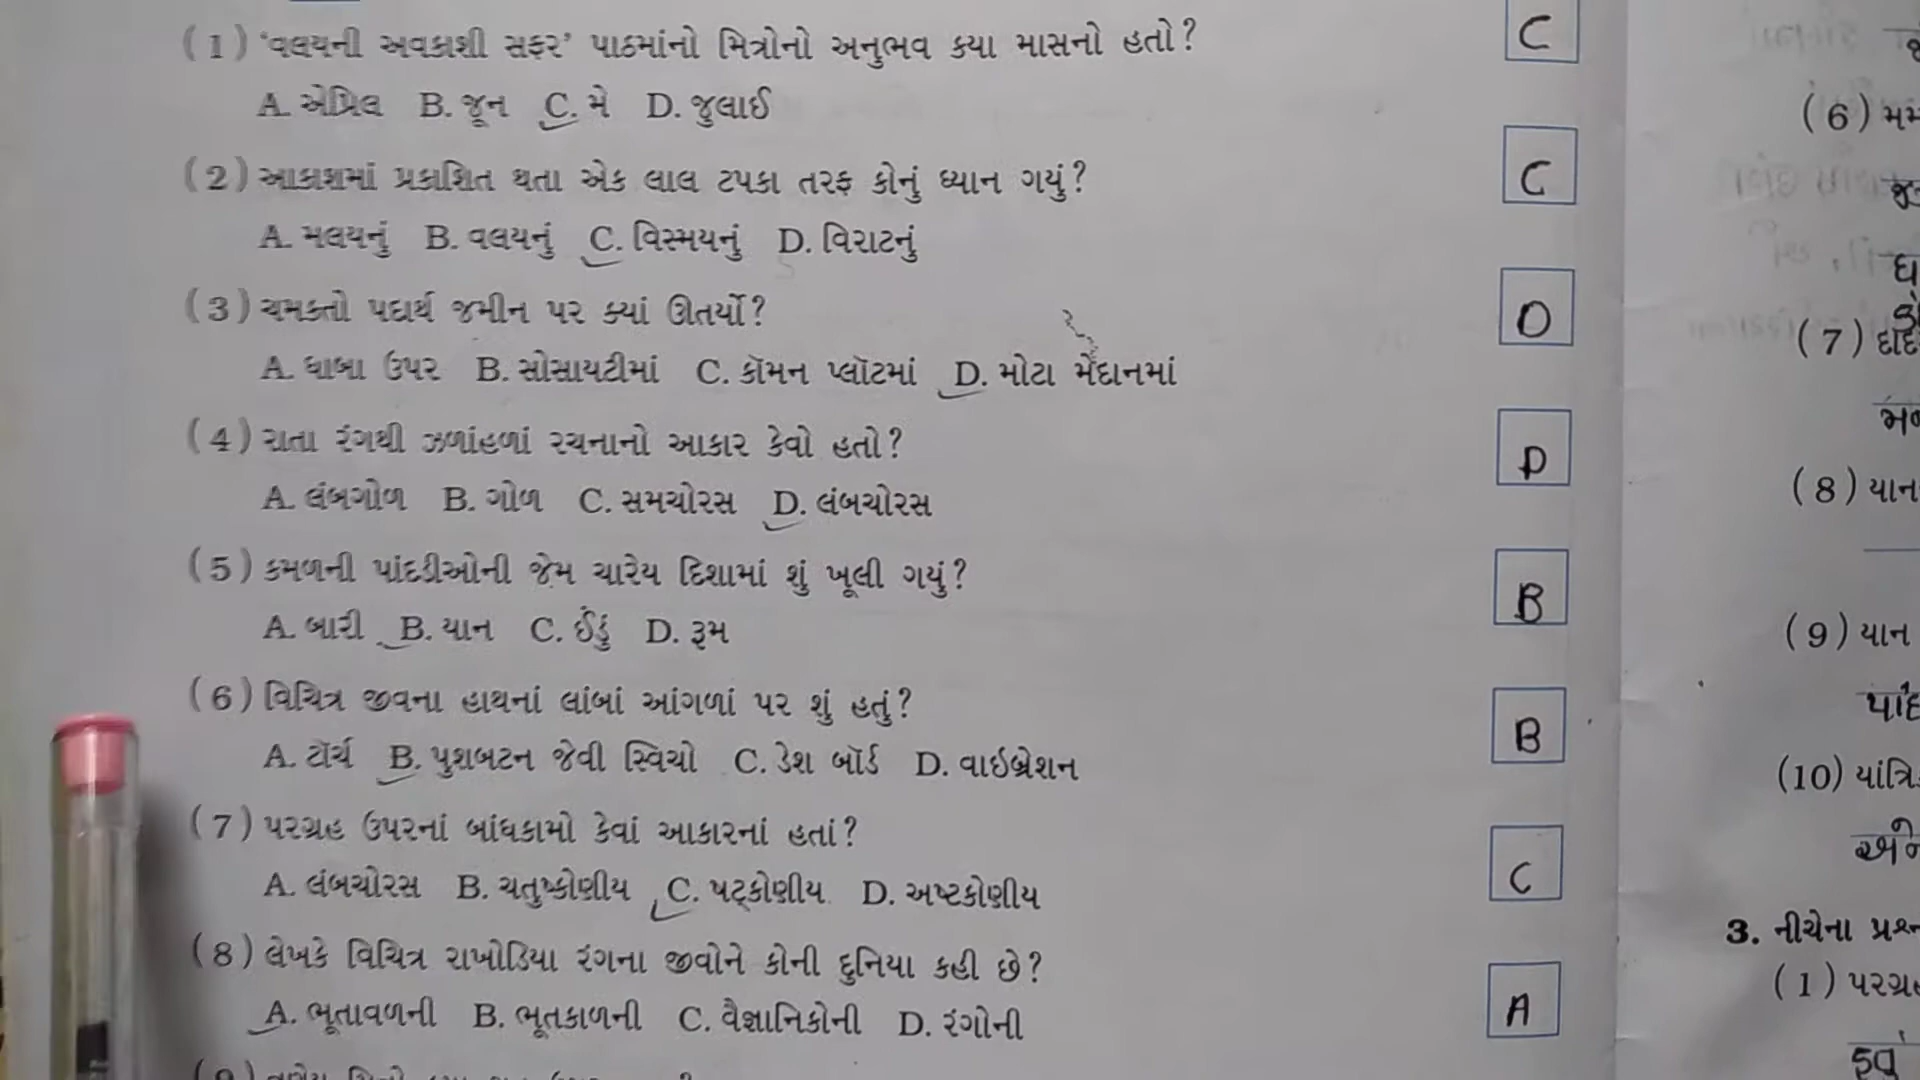 (1) 'વલયની અવકાશી સફર' પાઠમાંનો મિત્રોનો અનુભવ કયા માસનો હતો? C
A. એપ્રિલ B. જૂન C. મે D. જુલાઈ
(2) આકાશમાં પ્રકાશિત થતા એક લાલ ટપકા તરફ કોનું ધ્યાન ગયું? C
A. મલયનું B. વલયનું C. વિસ્મયનું D. વિરાટનું
(3) ચમકતો પદાર્થ જમીન પર ક્યાં ઊતર્યો? D
A. ધાબા ઉપર B. સોસાયટીમાં C. કૉમન પ્લૉટમાં D. મોટા મેદાનમાં
(4) રાતા રંગથી ઝળાંહળાં રચનાનો આકાર કેવો હતો? D
A. લંબગોળ B. ગોળ C. સમચોરસ D. લંબચોરસ
(5) કમળની પાંદડીઓની જેમ ચારેય દિશામાં શું ખૂલી ગયું? B
A. બારી B. યાન C. ઈંડું D. રૂમ
(6) વિચિત્ર જીવના હાથનાં લાંબાં આંગળાં પર શું હતું? B
A. ટૉર્ચ B. પુશબટન જેવી સ્વિચો C. ડેશ બૉર્ડ D. વાઇબ્રેશન
(7) પરગ્રહ ઉપરનાં બાંધકામો કેવાં આકારનાં હતાં? C
A. લંબચોરસ B. ચતુષ્કોણીય C. ષટ્કોણીય D. અષ્ટકોણીય
(8) લેખકે વિચિત્ર રાખોડિયા રંગના જીવોને કોની દુનિયા કહી છે? A
A. ભૂતાવળની B. ભૂતકાળની C. વૈજ્ઞાનિકોની D. રંગોની
(6)
(7)
(8) યાન
(9) યાન
(10)
3. નીચેના
(1)